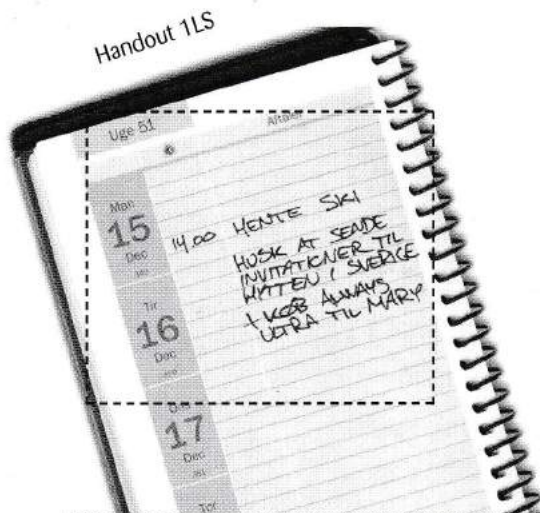 Handout 1LS
Uge 51
Aftaler
Man
15
Dec
14.00 HENTE SKI
HUSK AT SENDE
INVITATIONER TIL
HYTTEN I SVERIGE
+ KØB ALWAYS
ULTRA TIL MARY
Tir
16
Dec
17
Dec
Tor